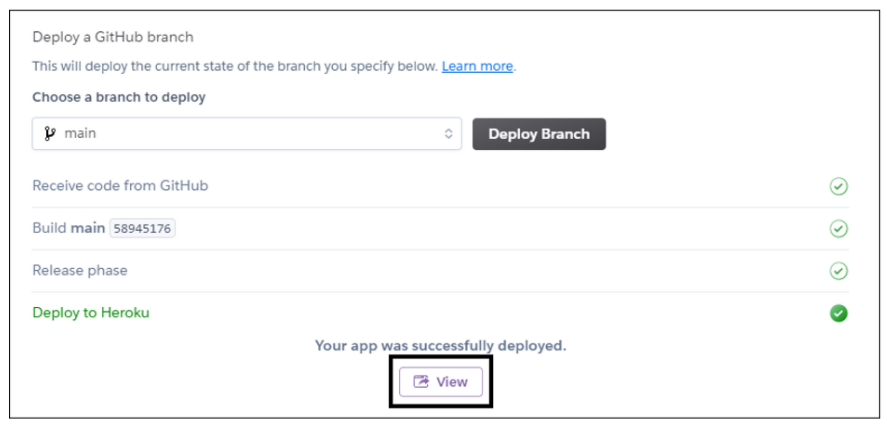 Deploy a GitHub branch
This will deploy the current state of the branch you specify below. Learn more.
Choose a branch to deploy
main
Deploy Branch
Receive code from GitHub
Build main 58945176
Release phase
Deploy to Heroku
Your app was successfully deployed.
View